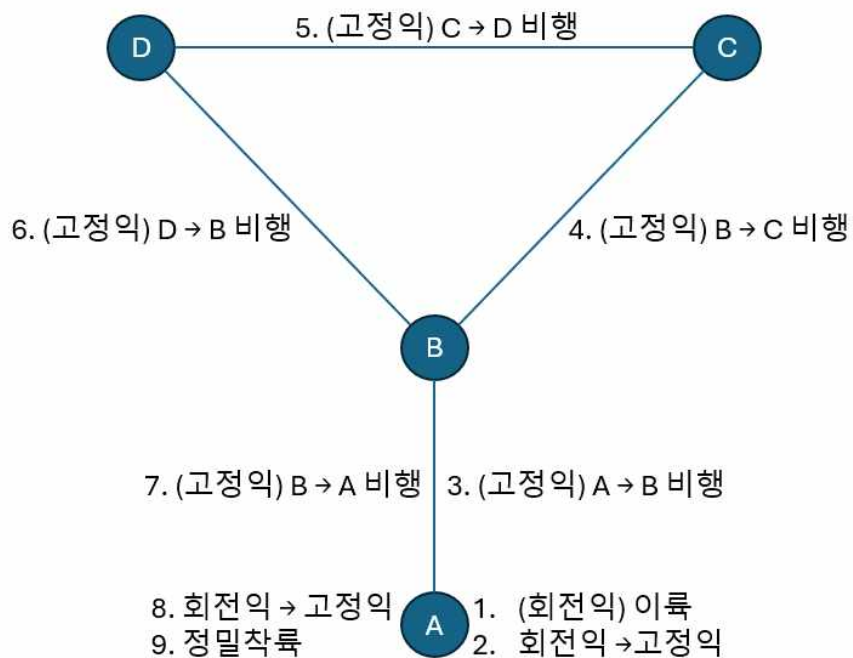 5. (고정익) C → D 비행
D
C
6. (고정익) D → B 비행
4. (고정익) B → C 비행
B
7. (고정익) B → A 비행
3. (고정익) A → B 비행
8. 회전익 → 고정익
9. 정밀착륙
A
1. (회전익) 이륙
2. 회전익 →고정익